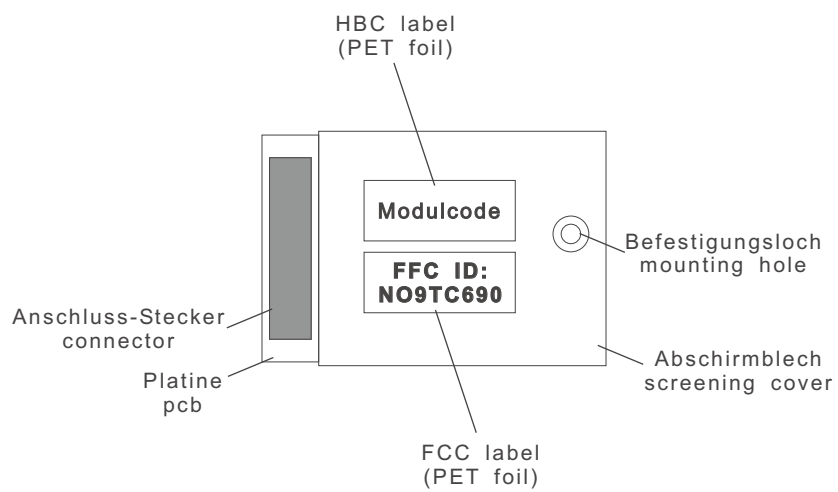 HBC label
(PET foil)
Modulcode
FFC ID:
NO9TC690
Befestigungsloch
mounting hole
Anschluss-Stecker
connector
Platine
pcb
Abschirmblech
screening cover
FCC label
(PET foil)